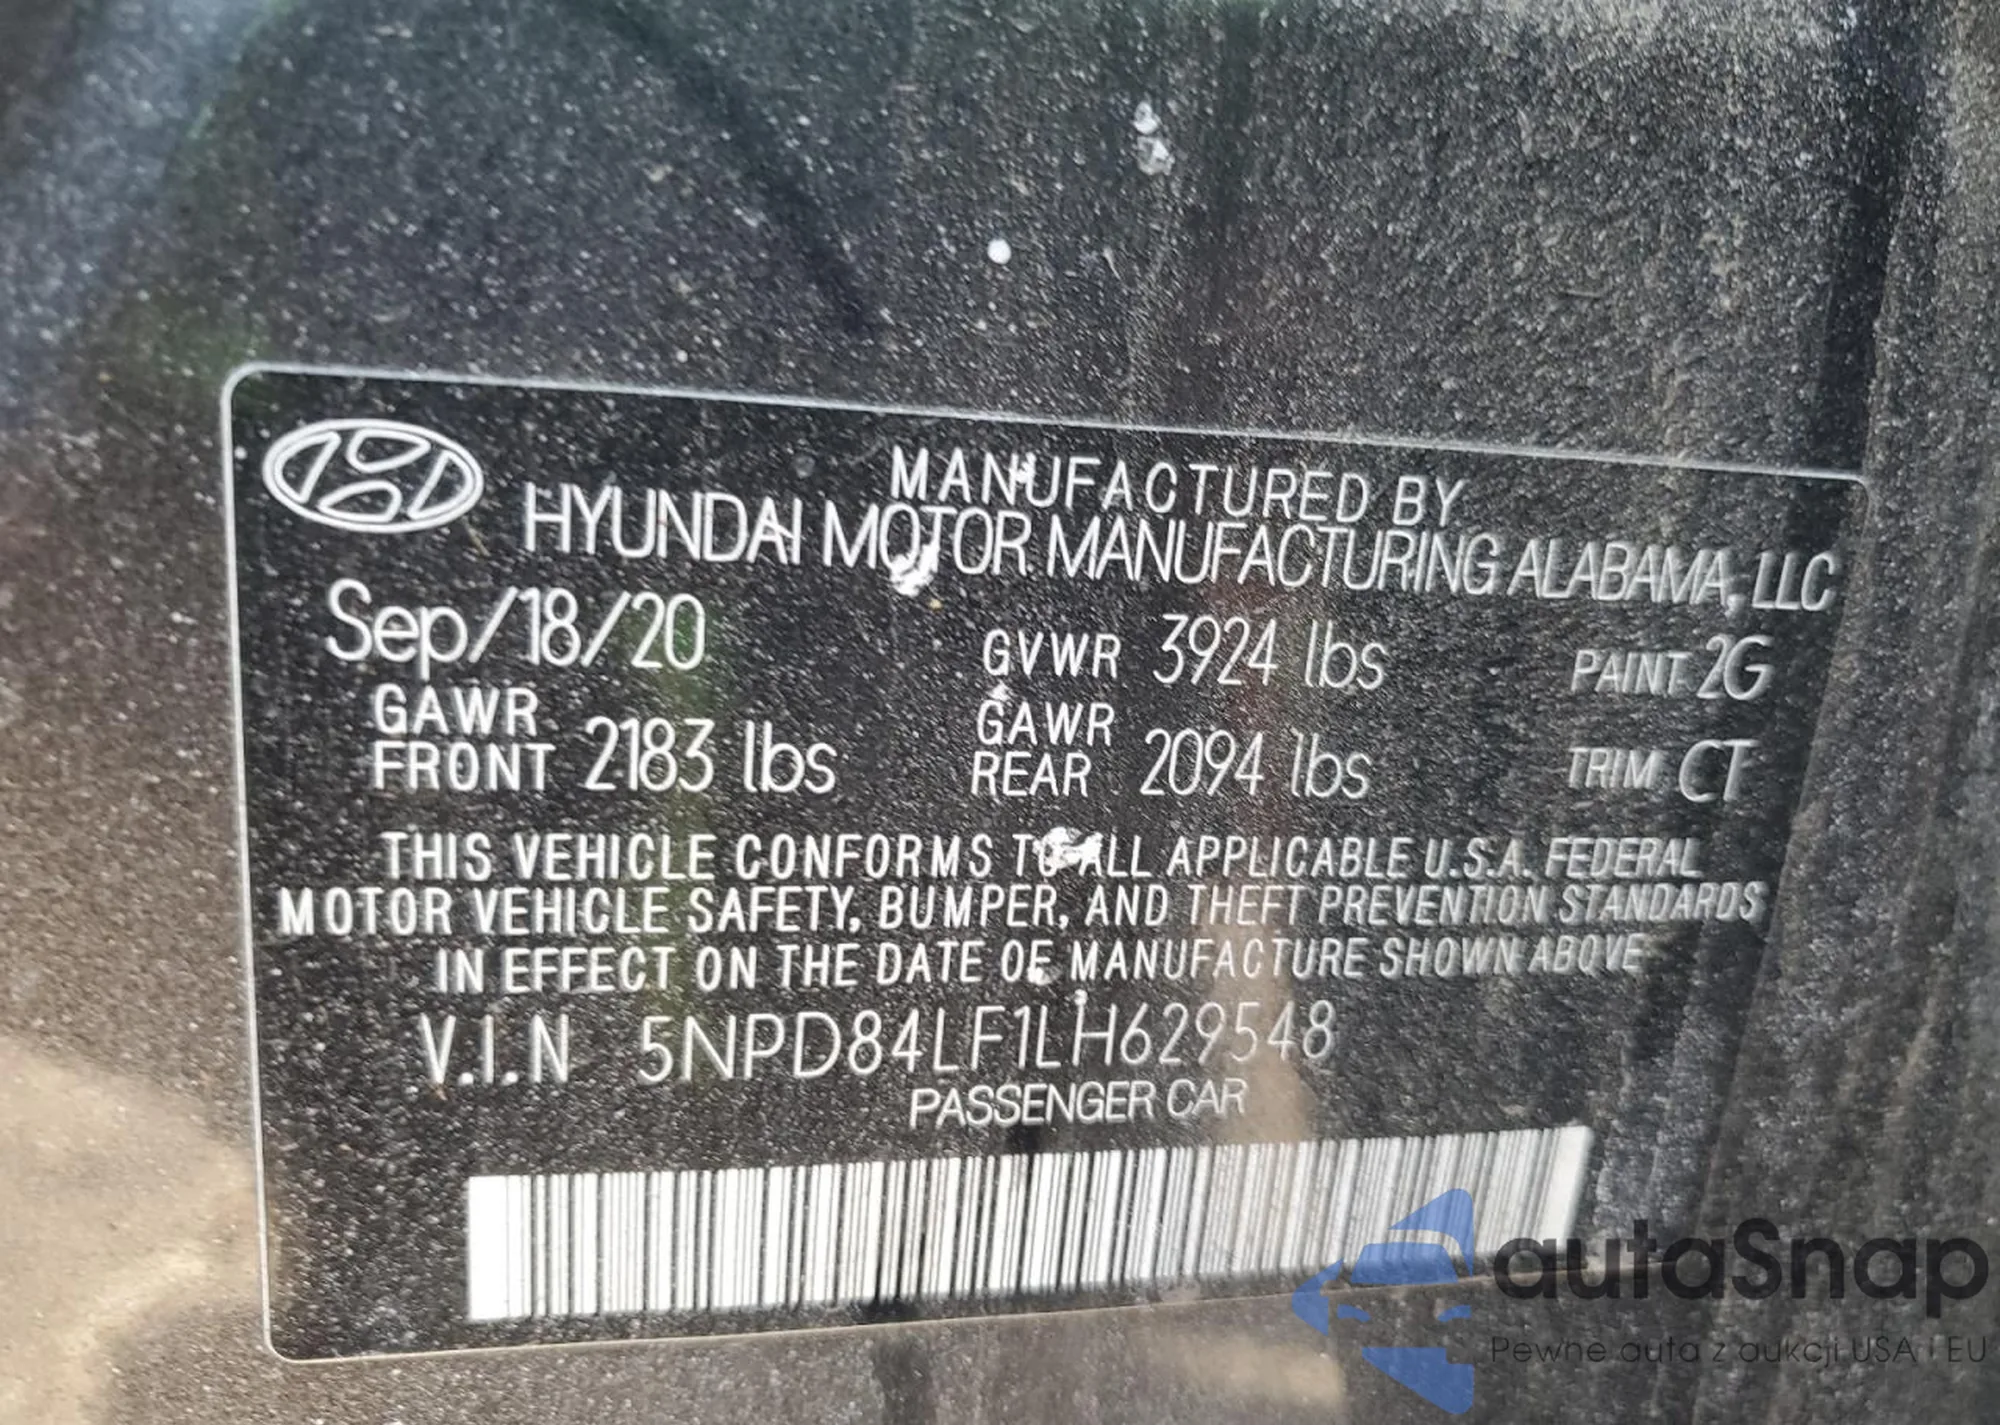 MANUFACTURED BY
HYUNDAI MOTOR MANUFACTURING ALABAMA, LLC
Sep/18/20 GVWR 3924 lbs PAINT 2G
GAWR FRONT 2183 lbs GAWR REAR 2094 lbs TRIM CT
THIS VEHICLE CONFORMS TO ALL APPLICABLE U.S.A. FEDERAL
MOTOR VEHICLE SAFETY, BUMPER, AND THEFT PREVENTION STANDARDS
IN EFFECT ON THE DATE OF MANUFACTURE SHOWN ABOVE
V.I.N 5NPD84LF1LH629548
PASSENGER CAR
autaSnap
Pewne auta z aukcji USA i EU